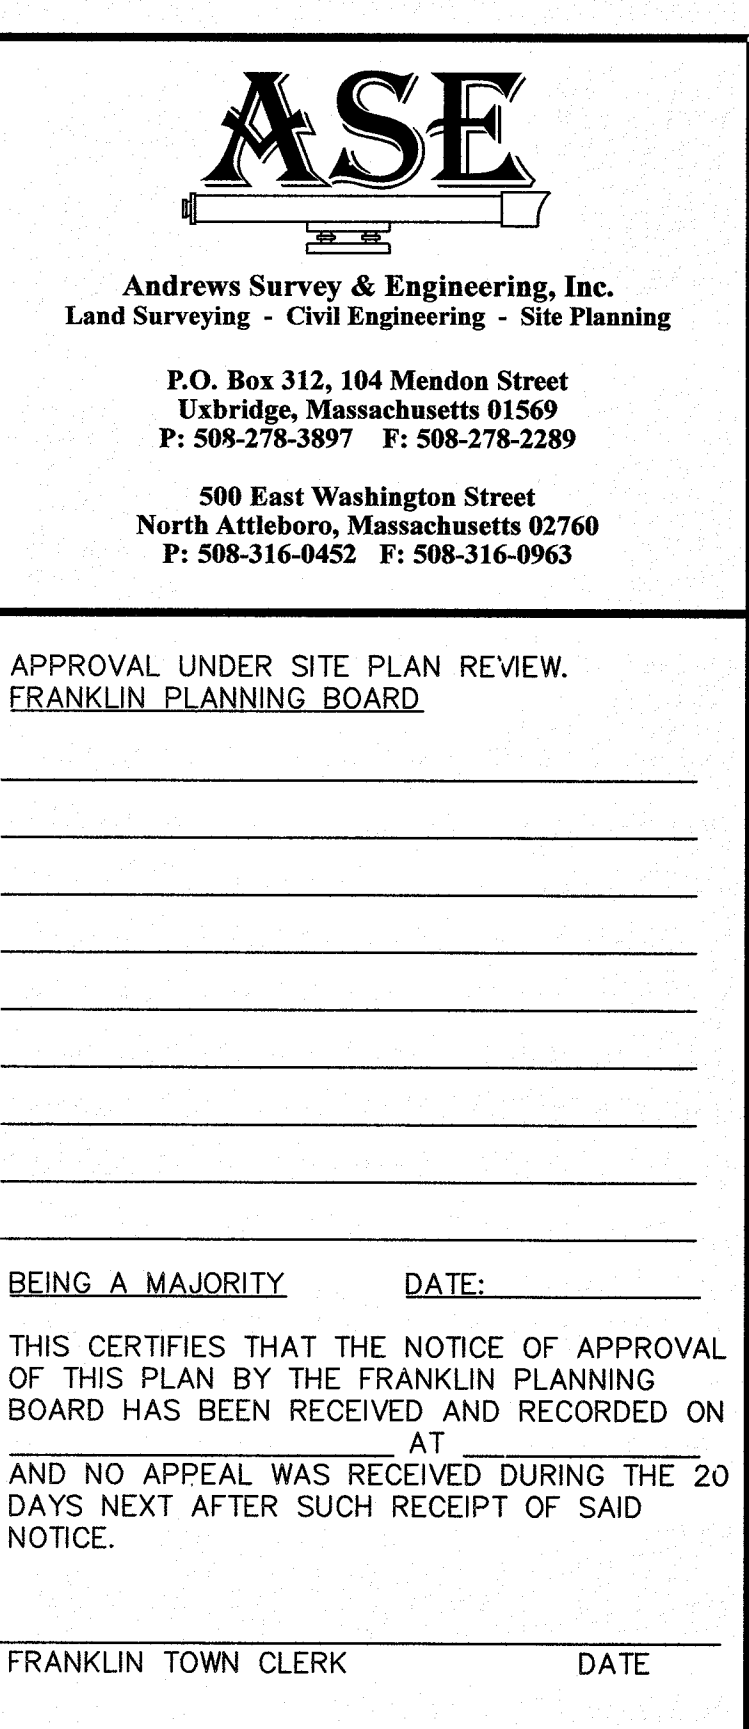 ASE
Andrews Survey & Engineering, Inc.
Land Surveying - Civil Engineering - Site Planning
P.O. Box 312, 104 Mendon Street
Uxbridge, Massachusetts 01569
P: 508-278-3897 F: 508-278-2289
500 East Washington Street
North Attleboro, Massachusetts 02760
P: 508-316-0452 F: 508-316-0963
APPROVAL UNDER SITE PLAN REVIEW.
FRANKLIN PLANNING BOARD
BEING A MAJORITY DATE:
THIS CERTIFIES THAT THE NOTICE OF APPROVAL
OF THIS PLAN BY THE FRANKLIN PLANNING
BOARD HAS BEEN RECEIVED AND RECORDED ON
AT
AND NO APPEAL WAS RECEIVED DURING THE 20
DAYS NEXT AFTER SUCH RECEIPT OF SAID
NOTICE.
FRANKLIN TOWN CLERK DATE